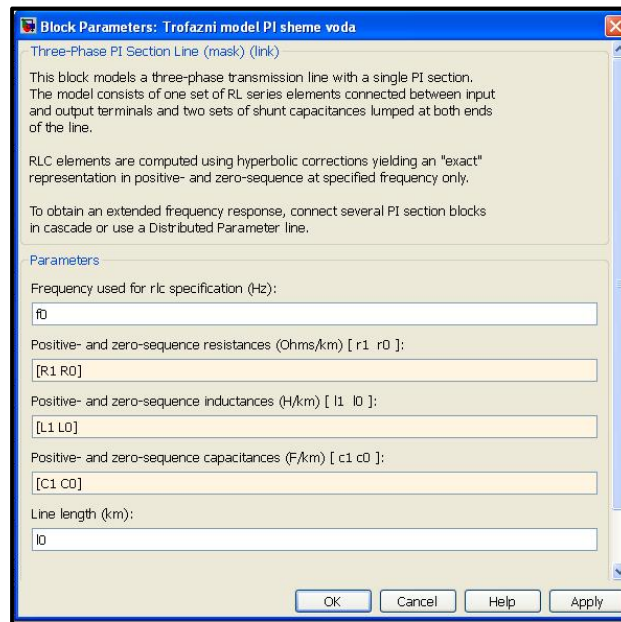 Block Parameters: Trofazni model PI sheme voda
Three-Phase PI Section Line (mask) (link)
This block models a three-phase transmission line with a single PI section.
The model consists of one set of RL series elements connected between input
and output terminals and two sets of shunt capacitances lumped at both ends
of the line.
RLC elements are computed using hyperbolic corrections yielding an "exact"
representation in positive- and zero-sequence at specified frequency only.
To obtain an extended frequency response, connect several PI section blocks
in cascade or use a Distributed Parameter line.
Parameters
Frequency used for rlc specification (Hz):
f0
Positive- and zero-sequence resistances (Ohms/km) [ r1 r0 ]:
[R1 R0]
Positive- and zero-sequence inductances (H/km) [ l1 l0 ]:
[L1 L0]
Positive- and zero-sequence capacitances (F/km) [ c1 c0 ]:
[C1 C0]
Line length (km):
l0
OK Cancel Help Apply